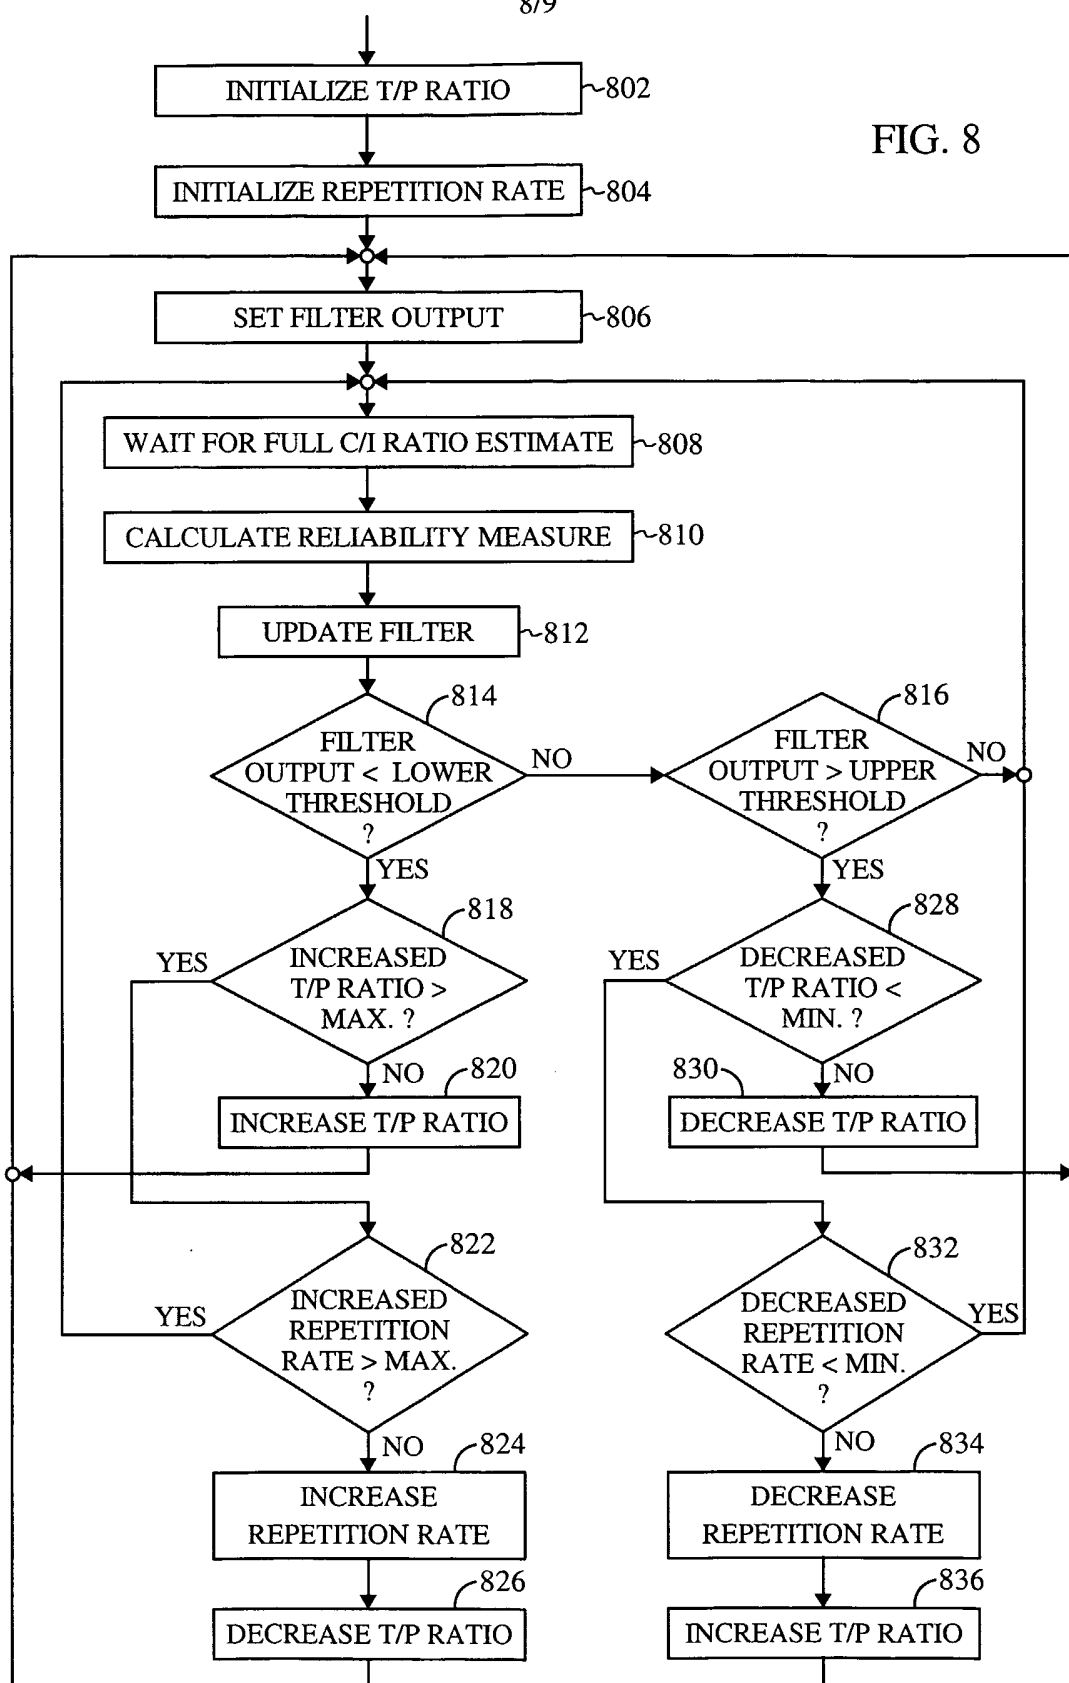 8/9
INITIALIZE T/P RATIO
802
FIG. 8
INITIALIZE REPETITION RATE
804
SET FILTER OUTPUT
806
WAIT FOR FULL C/I RATIO ESTIMATE
808
CALCULATE RELIABILITY MEASURE
810
UPDATE FILTER
812
814
FILTER
OUTPUT < LOWER
THRESHOLD
?
NO
YES
816
FILTER
OUTPUT > UPPER
THRESHOLD
?
NO
YES
818
INCREASED
T/P RATIO >
MAX. ?
YES
NO
828
DECREASED
T/P RATIO <
MIN. ?
YES
NO
820
INCREASE T/P RATIO
830
DECREASE T/P RATIO
822
INCREASED
REPETITION
RATE > MAX.
?
YES
NO
832
DECREASED
REPETITION
RATE < MIN.
?
YES
NO
824
INCREASE
REPETITION RATE
834
DECREASE
REPETITION RATE
826
DECREASE T/P RATIO
836
INCREASE T/P RATIO